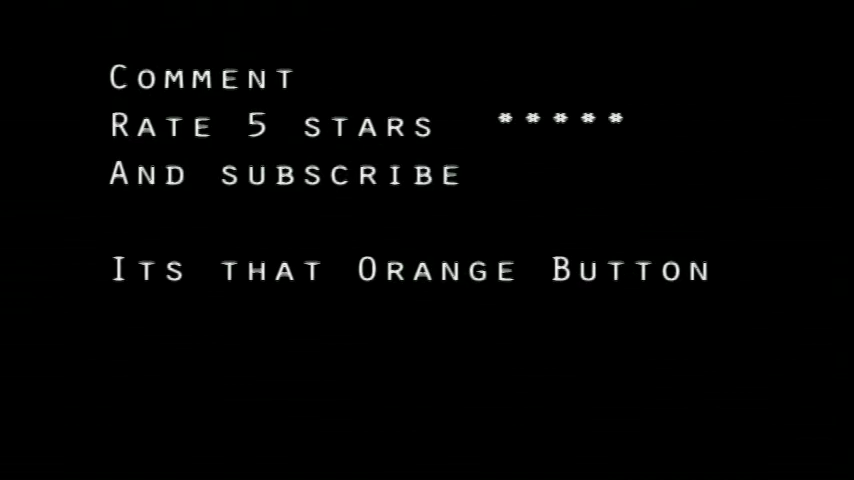 Comment
Rate 5 stars *****
And subscribe
Its that Orange Button